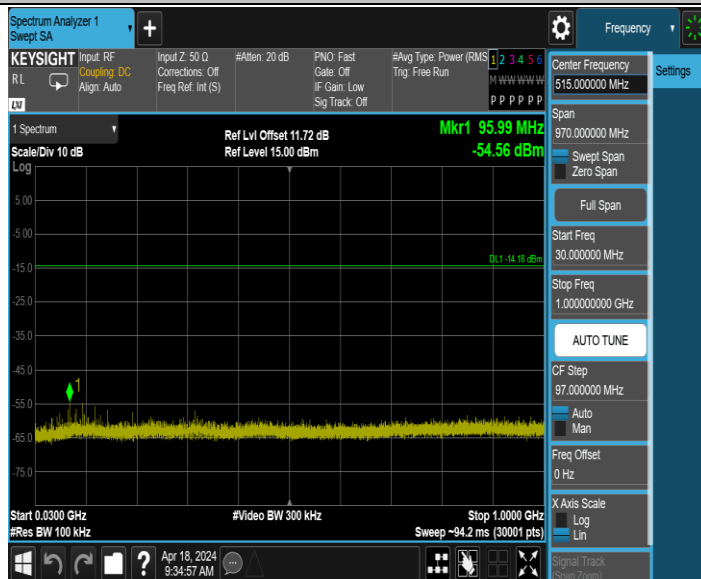 Spectrum Analyzer 1
Swept SA
+
Frequency
KEYSIGHT
RL
LXI
Input: RF
Coupling: DC
Align: Auto
Input Z: 50 Ω
Corrections: Off
Freq Ref: Int (S)
#Atten: 20 dB
PNO: Fast
Gate: Off
IF Gain: Low
Sig Track: Off
#Avg Type: Power (RMS
Trig: Free Run
1 2 3 4 5 6
M W W W W W
P P P P P P
1 Spectrum
Scale/Div 10 dB
Ref Lvl Offset 11.72 dB
Ref Level 15.00 dBm
Mkr1 95.99 MHz
-54.56 dBm
Log
5.00
-5.00
-15.0
-25.0
-35.0
-45.0
-55.0
-65.0
-75.0
DL1 -14.18 dBm
1
Start 0.0300 GHz
#Video BW 300 kHz
Stop 1.0000 GHz
#Res BW 100 kHz
Sweep ~94.2 ms (30001 pts)
?
Apr 18, 2024
9:34:57 AM
Settings
Center Frequency
515.000000 MHz
Span
970.000000 MHz
Swept Span
Zero Span
Full Span
Start Freq
30.000000 MHz
Stop Freq
1.000000000 GHz
AUTO TUNE
CF Step
97.000000 MHz
Auto
Man
Freq Offset
0 Hz
X Axis Scale
Log
Lin
Signal Track
(Span Zoom)